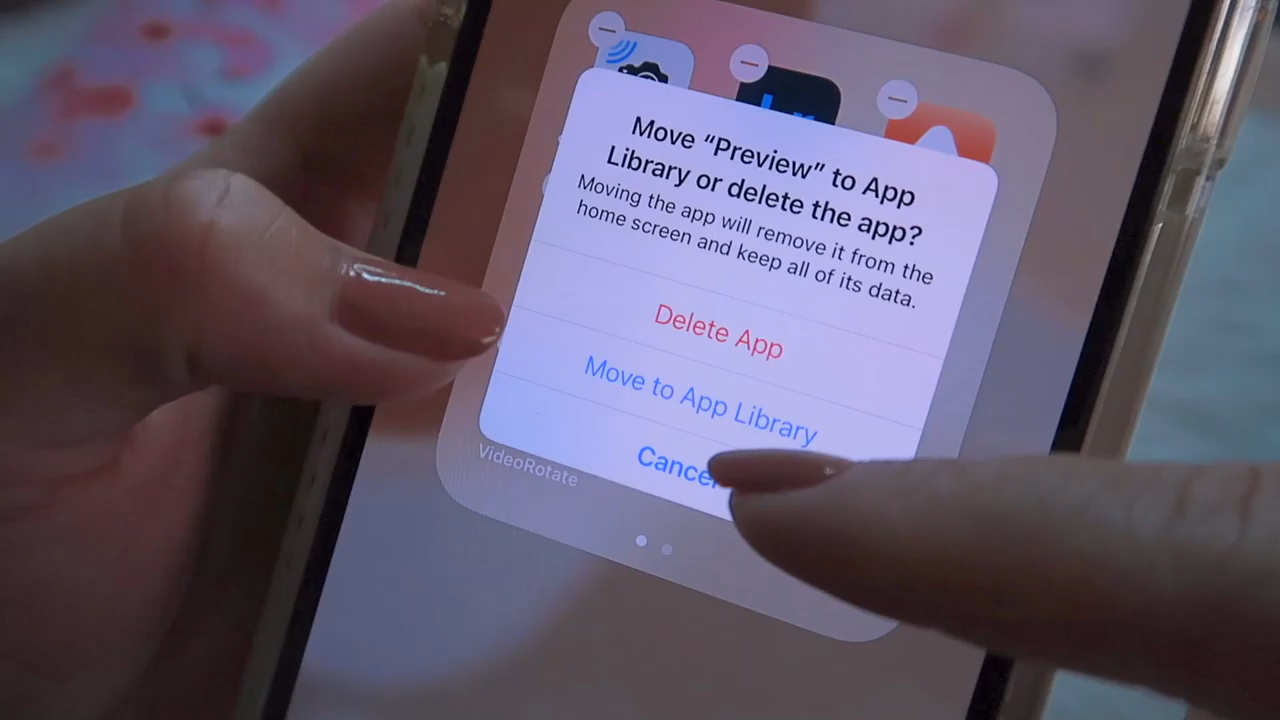 Move “Preview” to App
Library or delete the app?
Moving the app will remove it from the
home screen and keep all of its data.
Delete App
Move to App Library
Cancel
VideoRotate